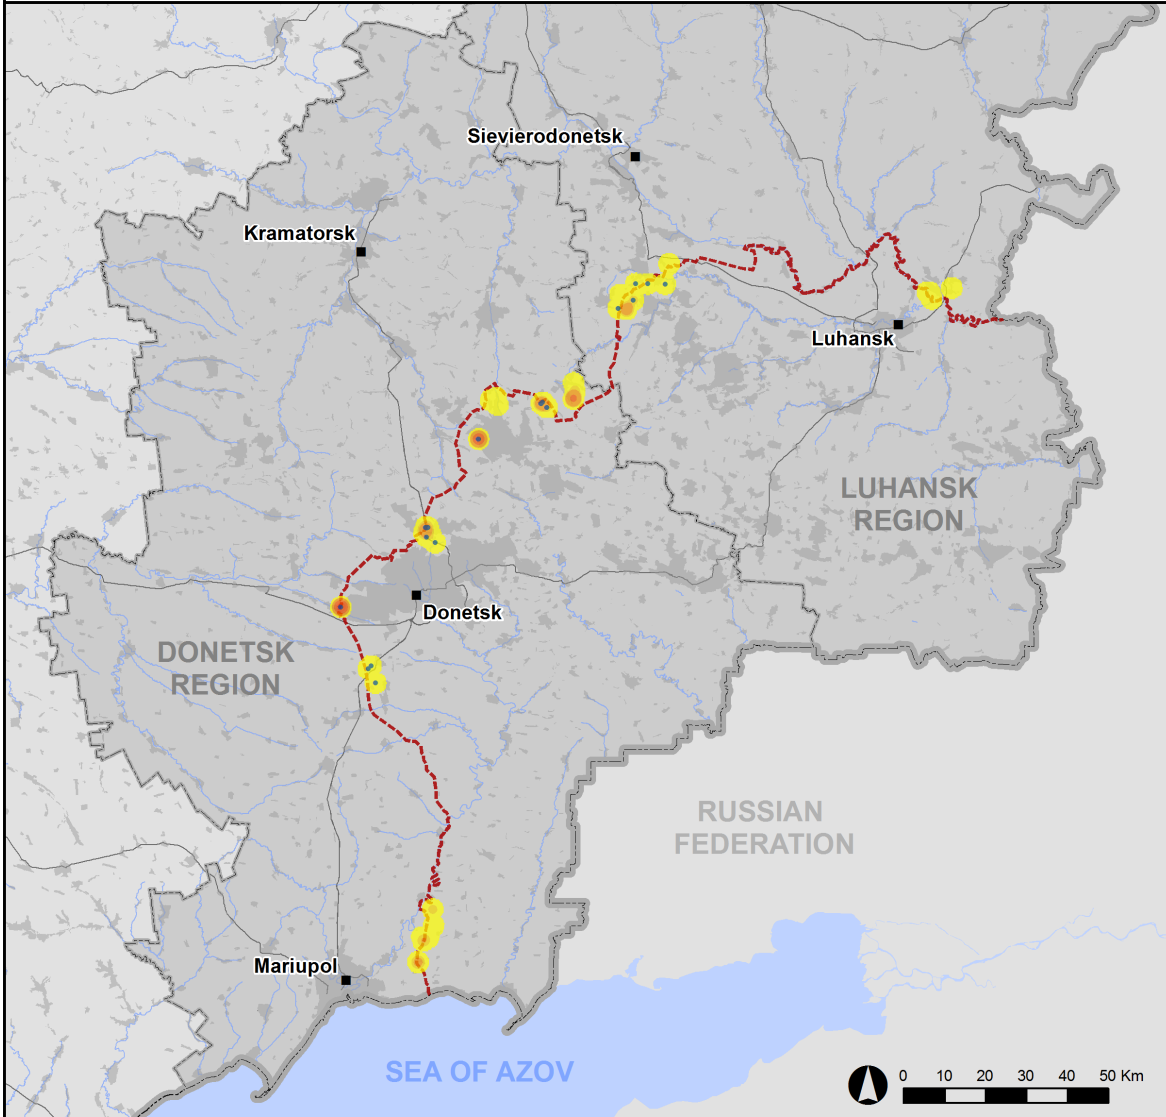 Sievierodonetsk
Kramatorsk
Luhansk
LUHANSK
REGION
Donetsk
DONETSK
REGION
RUSSIAN
FEDERATION
Mariupol
SEA OF AZOV
0 10 20 30 40 50 Km